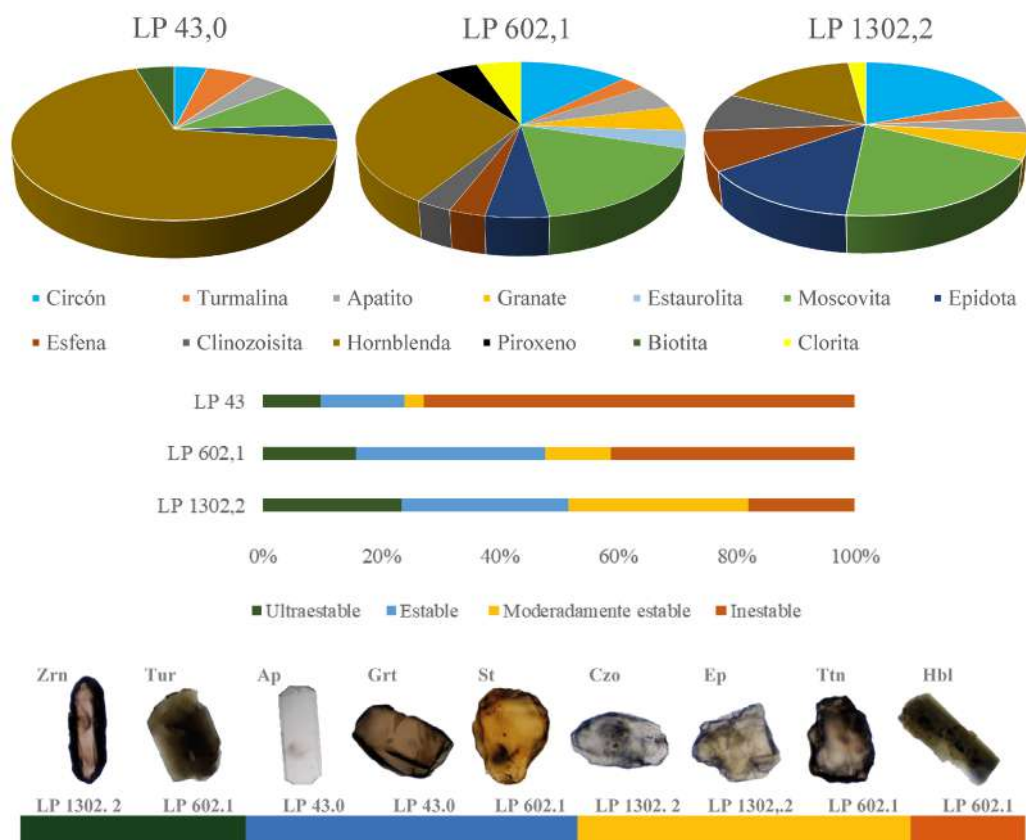 LP 43,0 LP 602,1 LP 1302,2
Circón Turmalina Apatito Granate Estaurolita Moscovita Epidota
Esfena Clinozoisita Hornblenda Piroxeno Biotita Clorita
LP 43
LP 602,1
LP 1302,2
0% 20% 40% 60% 80% 100%
Ultraestable Estable Moderadamente estable Inestable
Zrn Tur Ap Grt St Czo Ep Ttn Hbl
LP 1302. 2 LP 602.1 LP 43.0 LP 43.0 LP 602.1 LP 1302. 2 LP 1302,.2 LP 602.1 LP 602.1